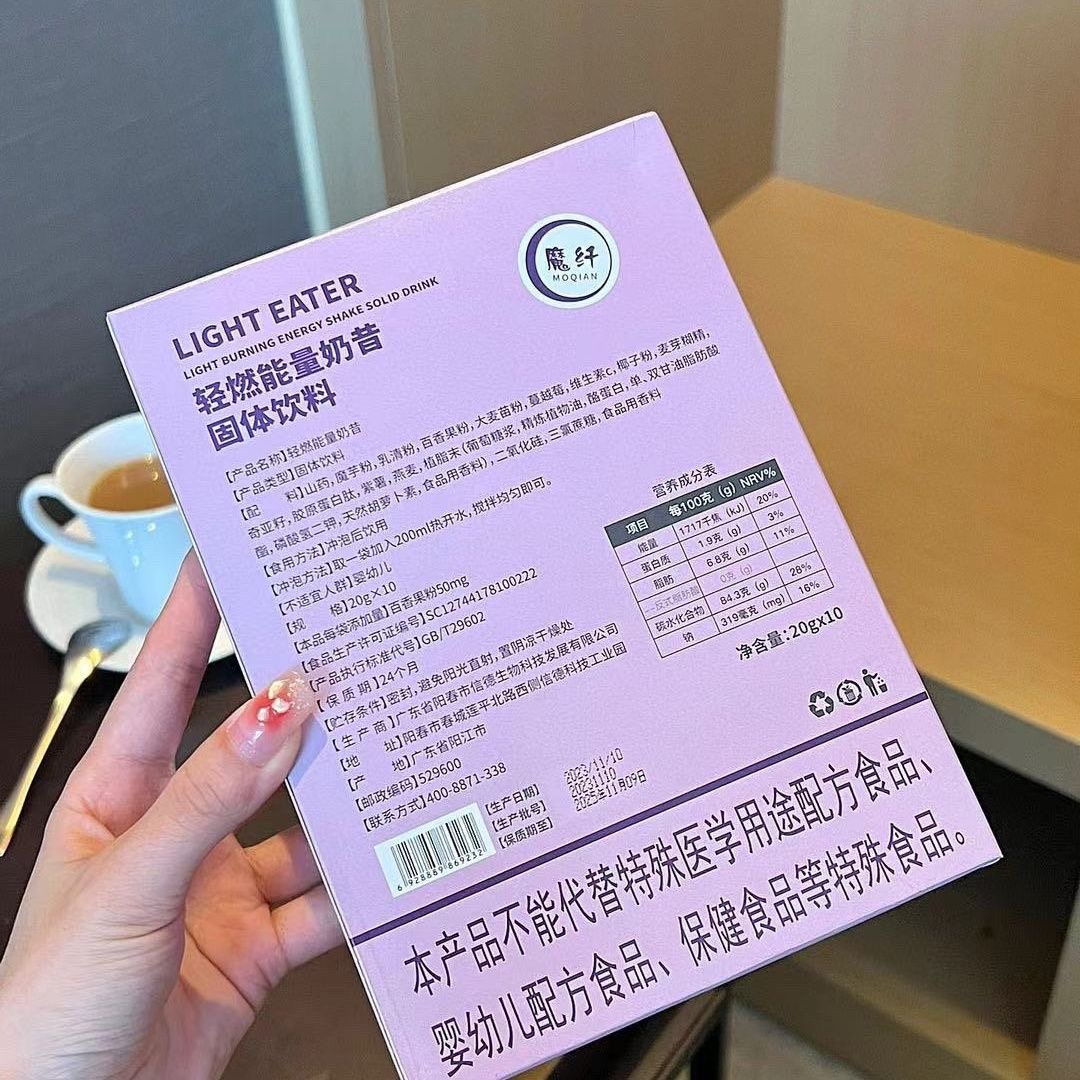 魔纤
MOQIAN
LIGHT EATER
LIGHT BURNING ENERGY SHAKE SOLID DRINK
轻燃能量奶昔
固体饮料
【产品名称】轻燃能量奶昔
【产品类型】固体饮料
【配 料】山药,魔芋粉,乳清粉,百香果粉,大麦苗粉,蔓越莓,维生素c,椰子粉,麦芽糊精,
奇亚籽,胶原蛋白肽,紫薯,燕麦,植脂末(葡萄糖浆,精炼植物油,酪蛋白,单、双甘油脂肪酸
酯,磷酸氢二钾,天然胡萝卜素,食品用香料),二氧化硅,三氯蔗糖,食品用香料
【食用方法】冲泡后饮用
【冲泡方法】取一袋加入200ml热开水,搅拌均匀即可。
【不适宜人群】婴幼儿
【规 格】20g×10
【本品每袋添加量】百香果粉50mg
【食品生产许可证编号】SC12744178100222
【产品执行标准代号】GB/T29602
【保 质 期】24个月
【贮存条件】密封,避免阳光直射,置阴凉干燥处
【生 产 商】广东省阳春市信德生物科技发展有限公司
【地 址】阳春市春城连平北路西侧信德科技工业园
【产 地】广东省阳江市
【邮政编码】529600
【联系方式】400-8871-338
营养成分表
项目 每100克(g) NRV%
能量 1717千焦(kJ) 20%
蛋白质 1.9克(g) 3%
脂肪 6.8克(g) 11%
-反式脂肪酸 0克(g)
碳水化合物 84.3克(g) 28%
钠 319毫克(mg) 16%
净含量:20g×10
【生产日期】 2023/11/10
【生产批号】 20231110
【保质期至】 2025年11月09日
6 928889 869232
本产品不能代替特殊医学用途配方食品、
婴幼儿配方食品、保健食品等特殊食品。